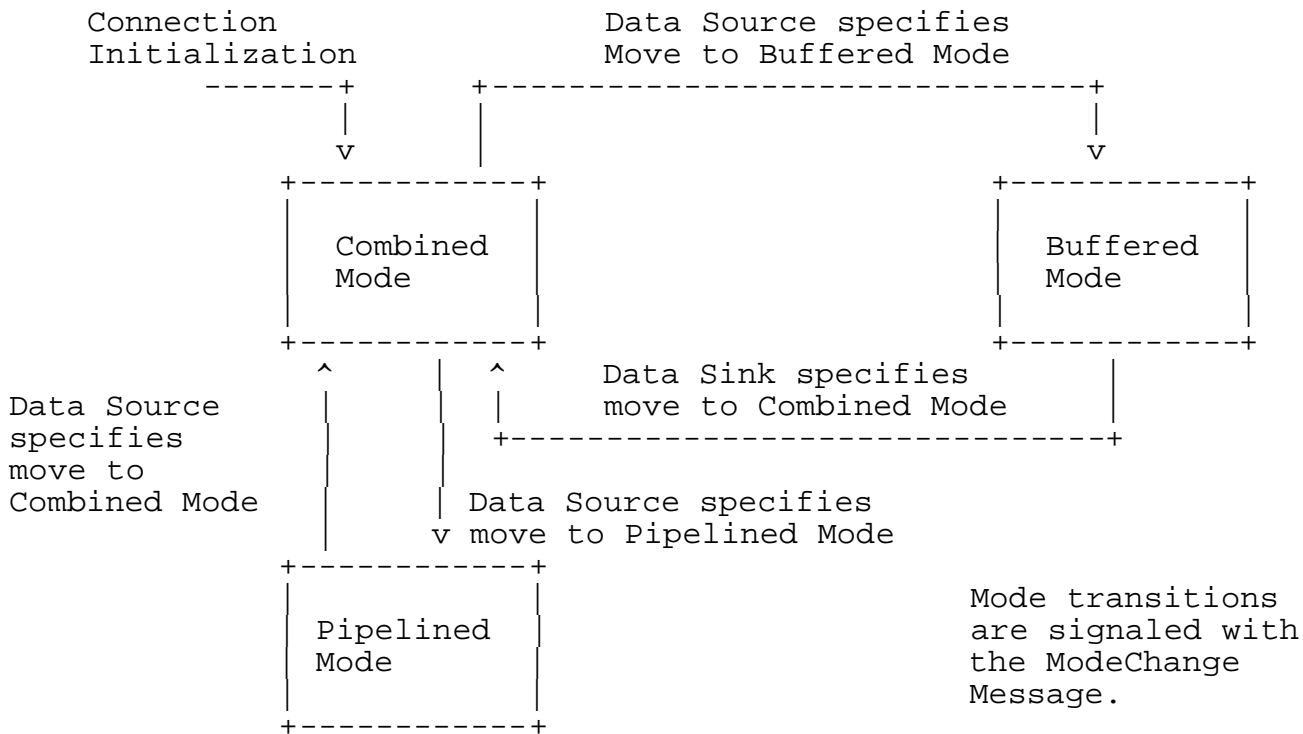 Connection
Initialization
Data Source specifies
Move to Buffered Mode
Combined
Mode
Buffered
Mode
Data Sink specifies
move to Combined Mode
Data Source
specifies
move to
Combined Mode
Data Source specifies
move to Pipelined Mode
Pipelined
Mode
Mode transitions
are signaled with
the ModeChange
Message.